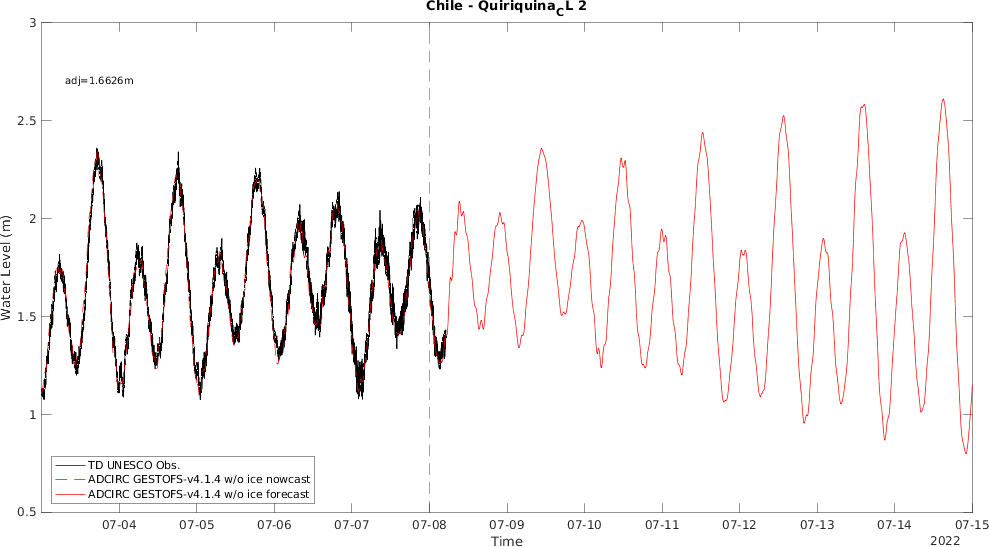 Chile - Quiriquina_CL 2
3
adj=1.6626m
2.5
2
Water Level (m)
1.5
1
TD UNESCO Obs.
ADCIRC GESTOFS-v4.1.4 w/o ice nowcast
ADCIRC GESTOFS-v4.1.4 w/o ice forecast
0.5
07-04 07-05 07-06 07-07 07-08 07-09 07-10 07-11 07-12 07-13 07-14 07-15
Time
2022